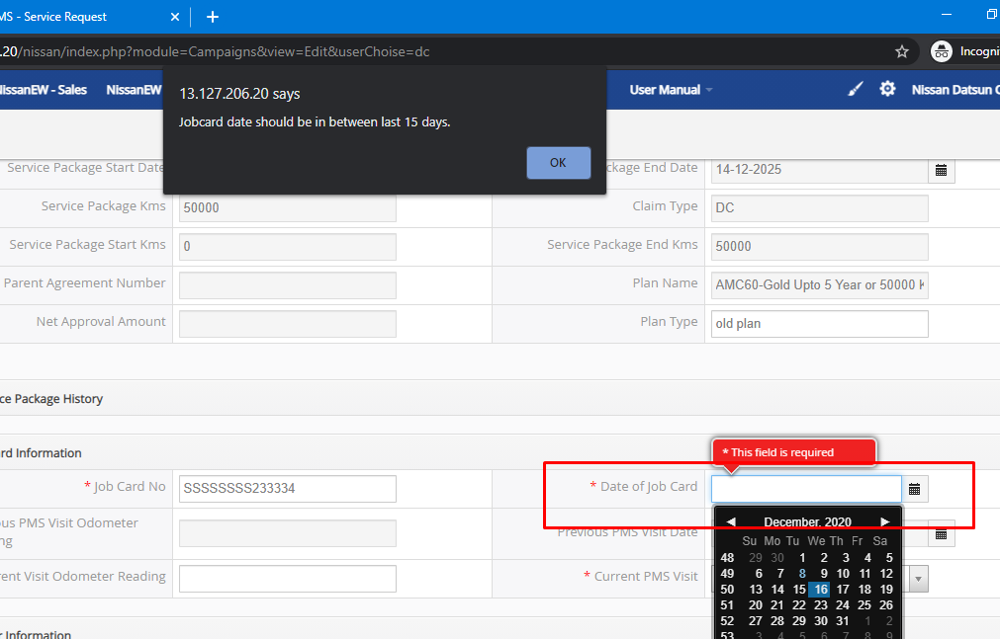 MS - Service Request
.20/nissan/index.php?module=Campaigns&view=Edit&userChoise=dc
Incogni
NissanEW - Sales NissanEW User Manual Nissan Datsun
13.127.206.20 says
Jobcard date should be in between last 15 days.
OK
Service Package Start Date ckage End Date 14-12-2025
Service Package Kms 50000 Claim Type DC
Service Package Start Kms 0 Service Package End Kms 50000
Parent Agreement Number Plan Name AMC60-Gold Upto 5 Year or 50000 K
Net Approval Amount Plan Type old plan
ce Package History
rd Information
* This field is required
* Job Card No SSSSSSSS233334 * Date of Job Card
ous PMS Visit Odometer
ng
Previous PMS Visit Date
rent Visit Odometer Reading * Current PMS Visit
December, 2020
Su Mo Tu We Th Fr Sa
48 29 30 1 2 3 4 5
49 6 7 8 9 10 11 12
50 13 14 15 16 17 18 19
51 20 21 22 23 24 25 26
52 27 28 29 30 31 1 2
53 3 4 5 6 7 8 9
r Information